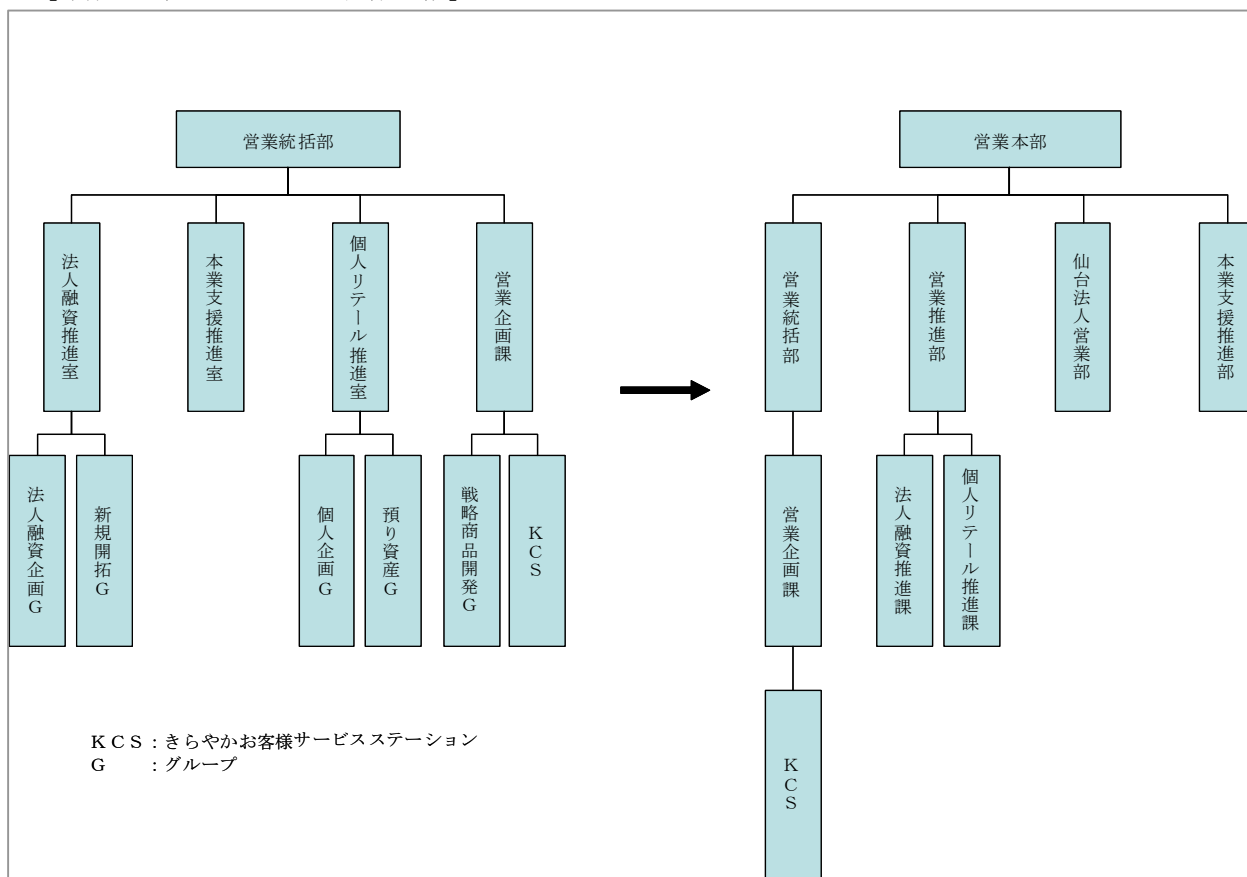 営業統括部
営業本部
法人融資推進室
本業支援推進室
個人リテール推進室
営業企画課
営業統括部
営業推進部
仙台法人営業部
本業支援推進部
法人融資企画G
新規開拓G
個人企画G
預り資産G
戦略商品開発G
KCS
営業企画課
法人融資推進課
個人リテール推進課
KCS
KCS：きらやかお客様サービスステーション
G　　：グループ